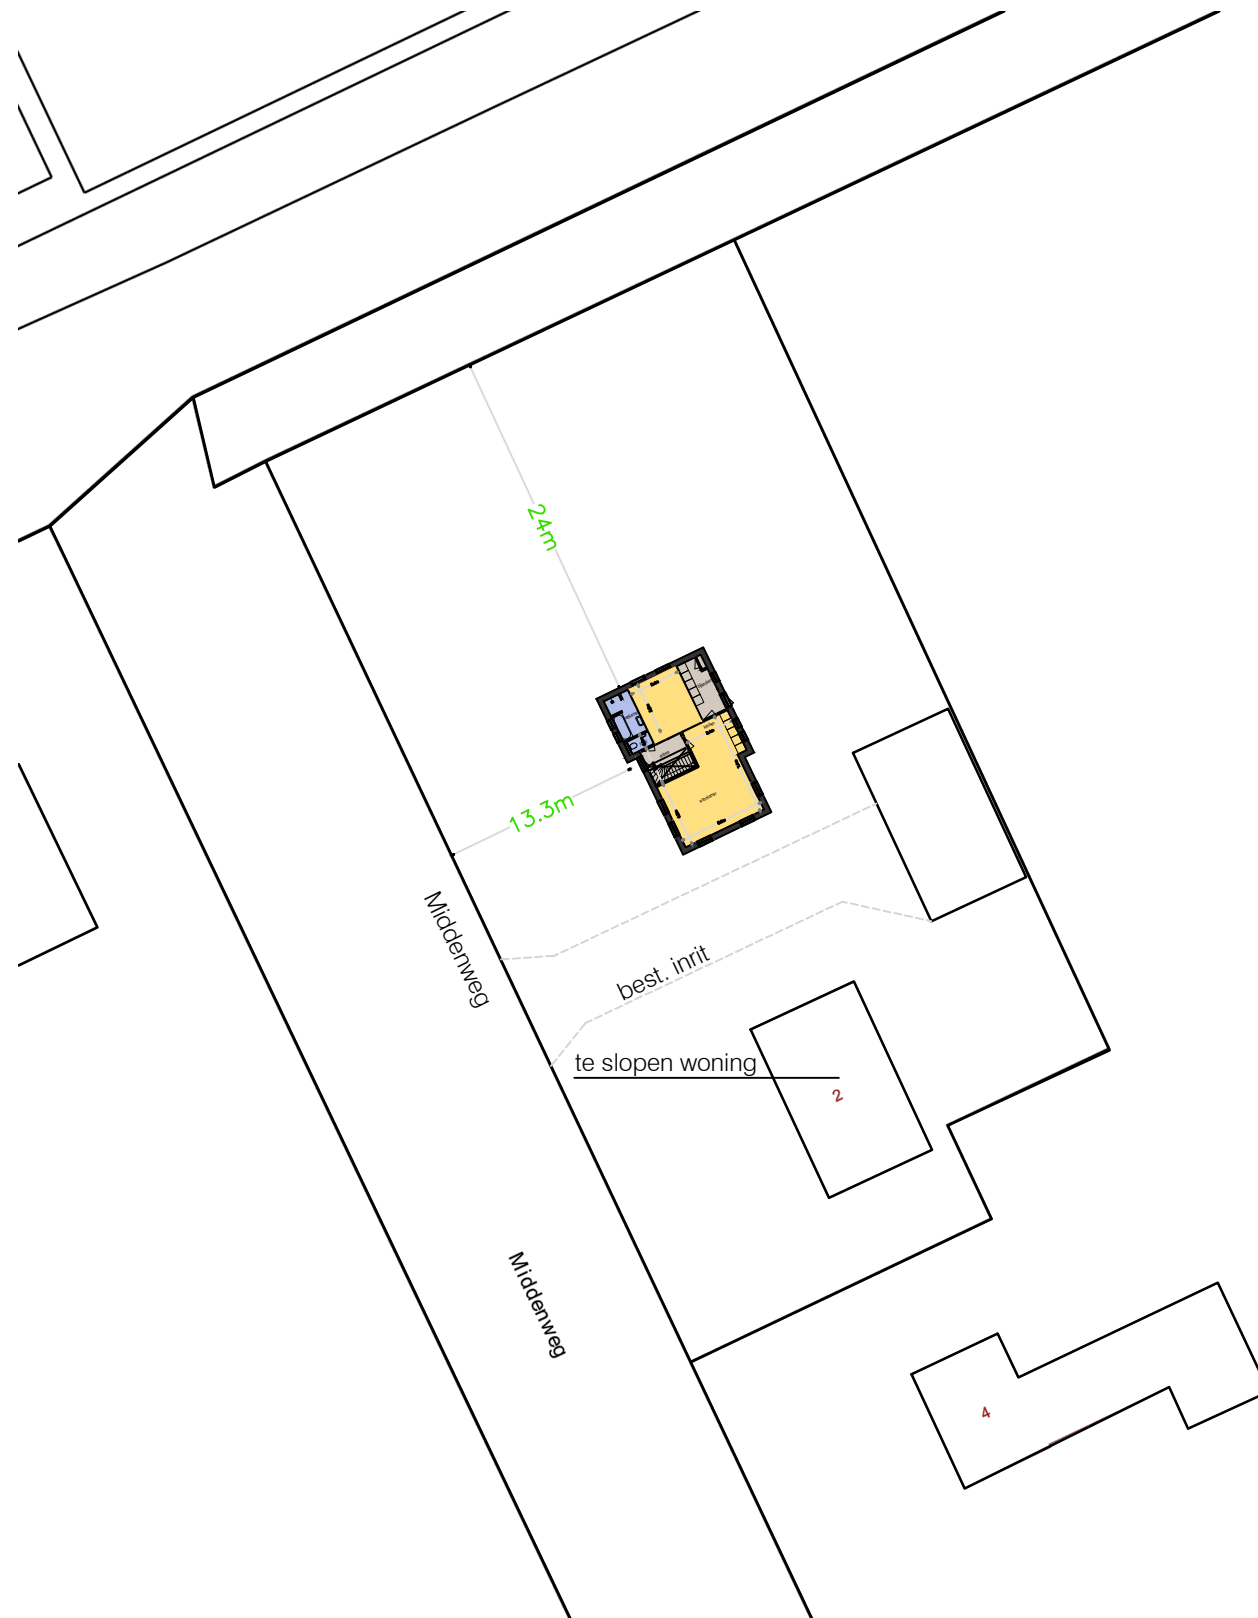 24m
13.3m
Middenweg
best. inrit
te slopen woning
2
Middenweg
4